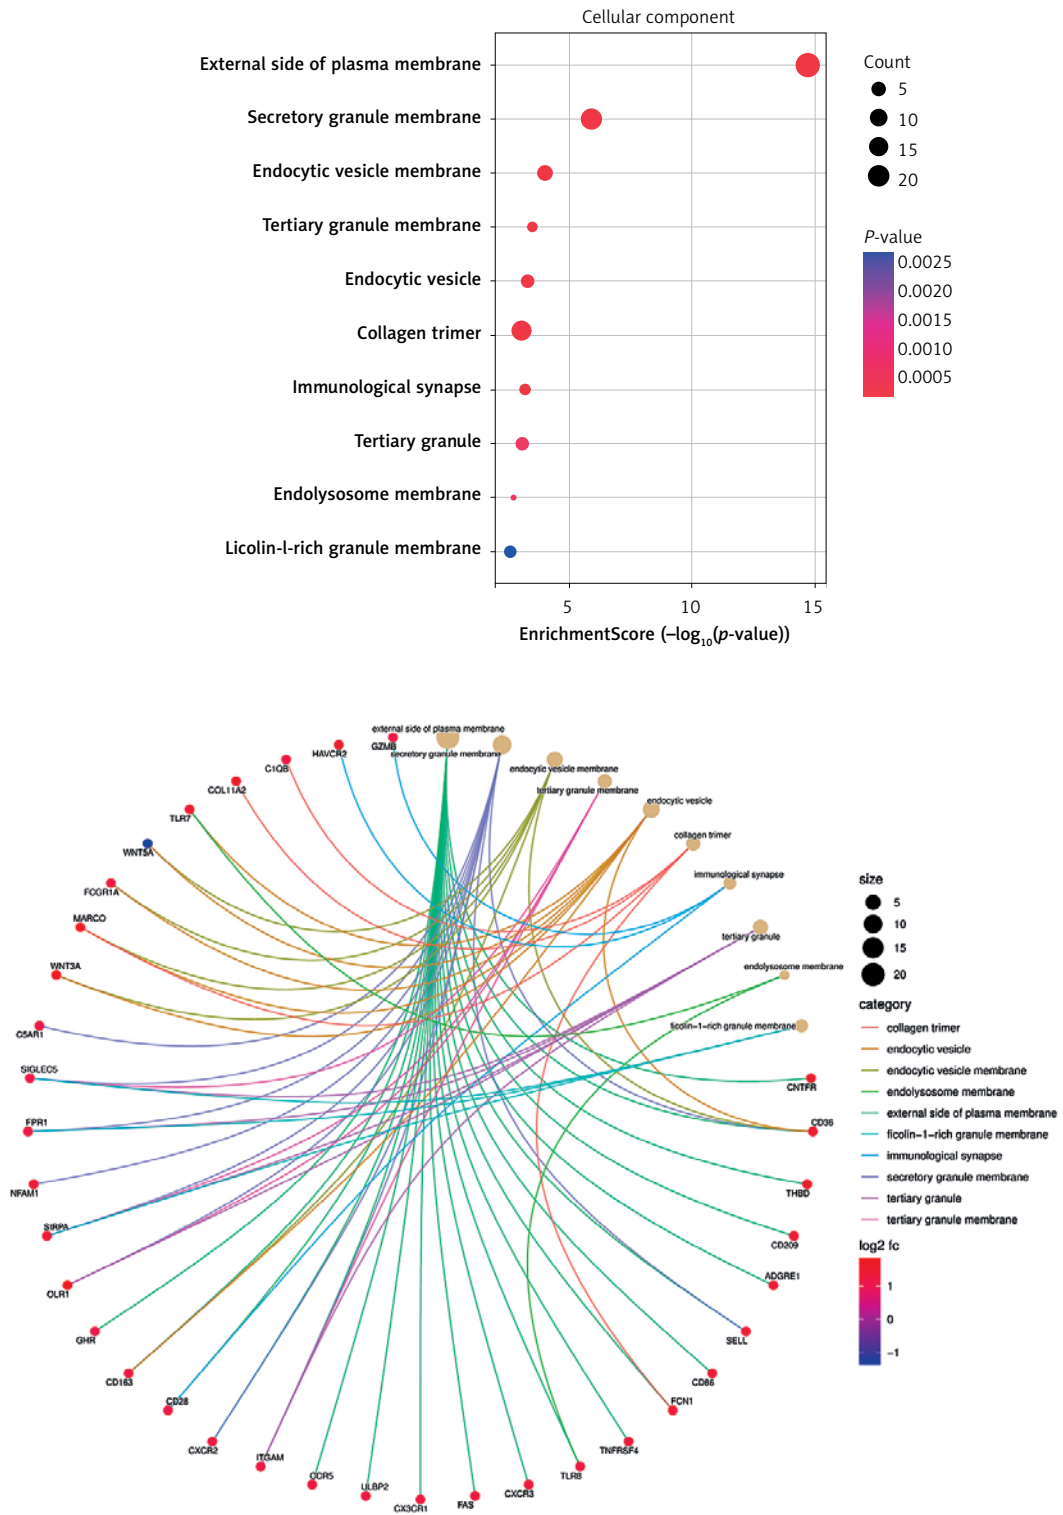 Cellular component
External side of plasma membrane
Secretory granule membrane
Endocytic vesicle membrane
Tertiary granule membrane
Endocytic vesicle
Collagen trimer
Immunological synapse
Tertiary granule
Endolysosome membrane
Licolin-l-rich granule membrane
5
10
15
EnrichmentScore (–log10(p-value))
Count
5
10
15
20
P-value
0.0025
0.0020
0.0015
0.0010
0.0005
external side of plasma membrane
secretory granule membrane
endocytic vesicle membrane
tertiary granule membrane
endocytic vesicle
collagen trimer
immunological synapse
tertiary granule
endolysosome membrane
ficolin-1-rich granule membrane
CNTFR
CD36
THBD
CD209
ADGRE1
SELL
CD86
FCN1
TNFRSF4
TLR8
CXCR3
FAS
CX3CR1
ULBP2
CCR5
ITGAM
CXCR2
CD28
CD163
GHR
OLR1
SIRPA
NFAM1
FPR1
SIGLEC5
C5AR1
WNT3A
MARCO
FCGR1A
WNT5A
TLR7
COL11A2
C1QB
HAVCR2
GZMB
size
5
10
15
20
category
collagen trimer
endocytic vesicle
endocytic vesicle membrane
endolysosome membrane
external side of plasma membrane
ficolin-1-rich granule membrane
immunological synapse
secretory granule membrane
tertiary granule
tertiary granule membrane
log2 fc
1
0
-1